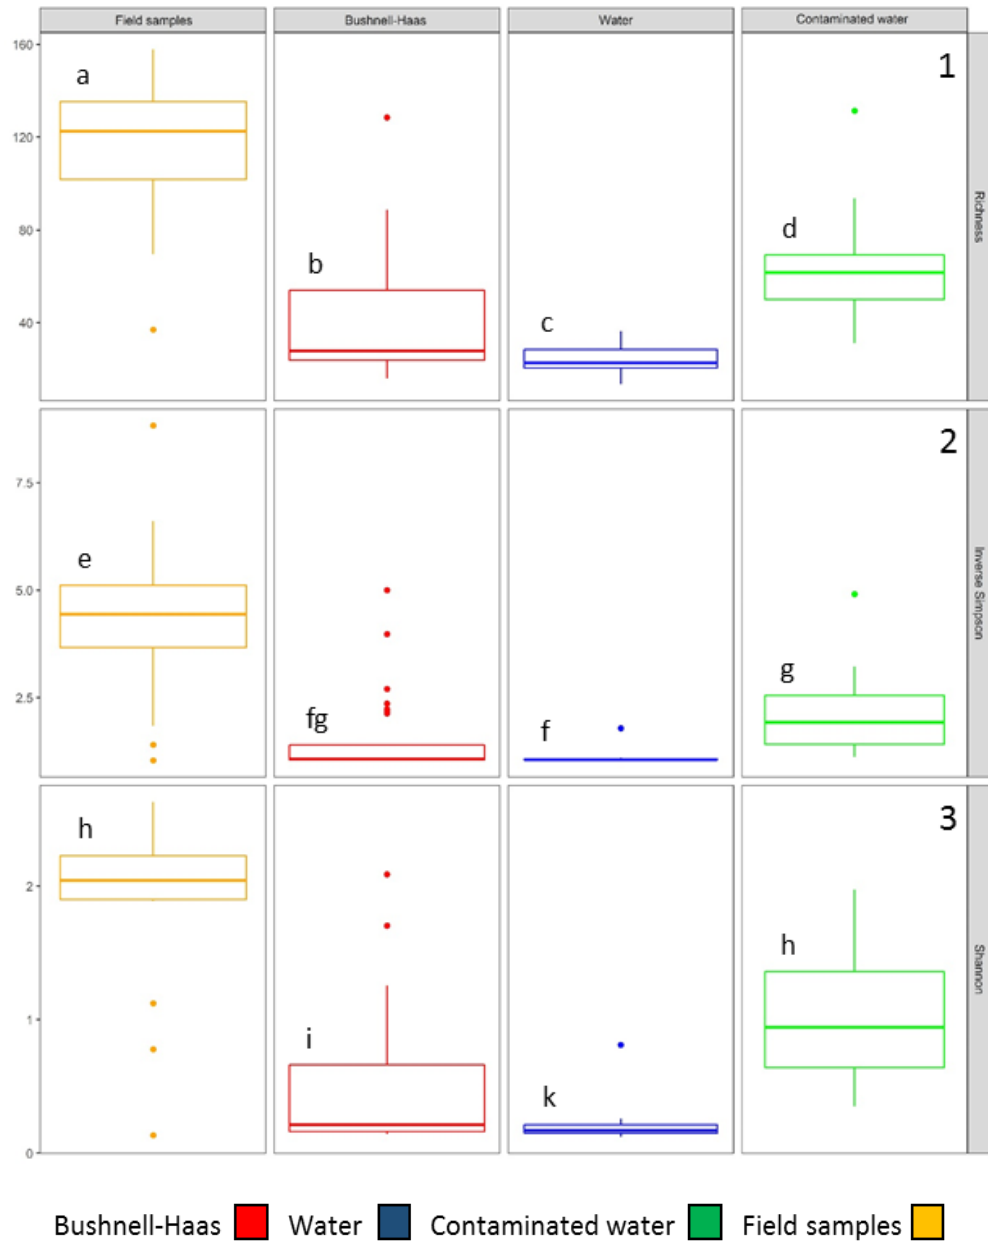 Field samples Bushnell-Haas Water Contaminated water
160 a 1
120
80 b d
40 c
Richness
2
7.5
e
5.0
2.5 fg f g
Inverse Simpson
h 3
2
h
1 i
k
0
Shannon
Bushnell-Haas Water Contaminated water Field samples